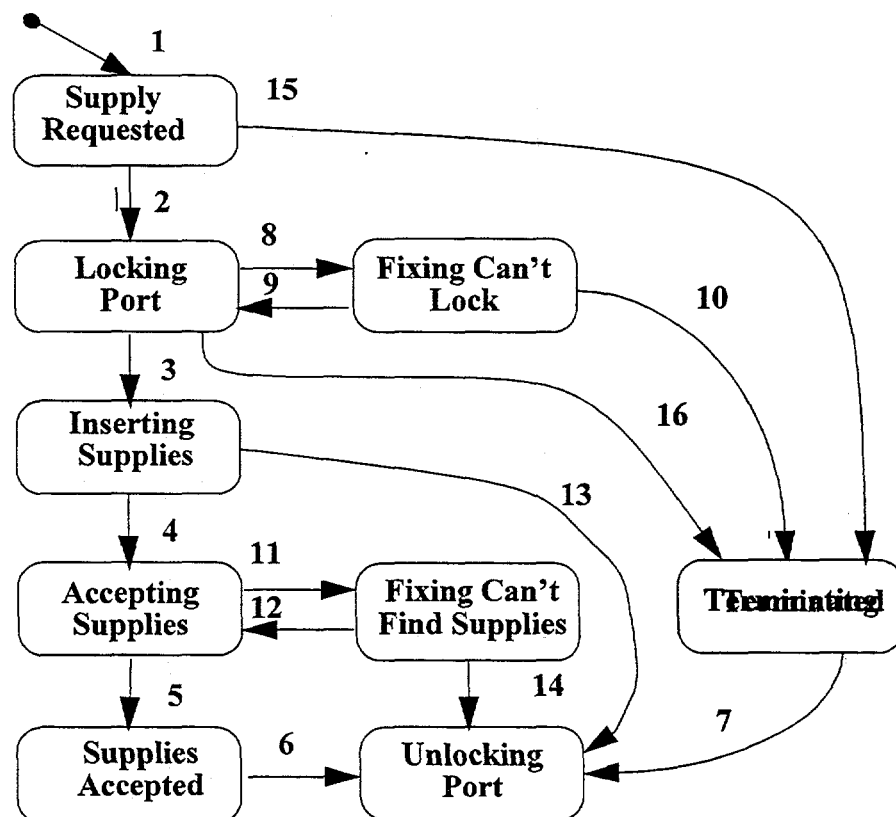 1
Supply
Requested
15
2
Locking
Port
8
9
Fixing Can't
Lock
10
3
16
Inserting
Supplies
13
4
11
12
Accepting
Supplies
Fixing Can't
Find Supplies
5
14
7
Supplies
Accepted
6
Unlocking
Port